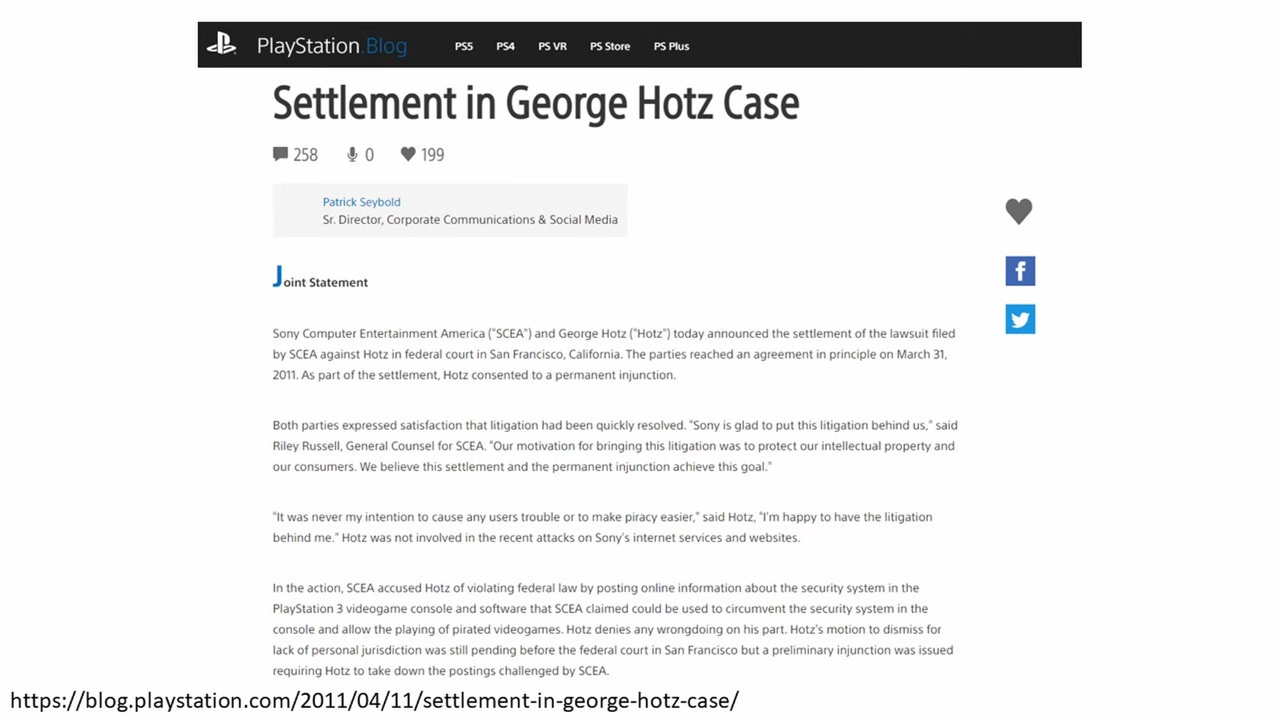 PlayStation.Blog PS5 PS4 PS VR PS Store PS Plus
Settlement in George Hotz Case
258 0 199
Patrick Seybold
Sr. Director, Corporate Communications & Social Media
Joint Statement
Sony Computer Entertainment America ("SCEA") and George Hotz ("Hotz") today announced the settlement of the lawsuit filed
by SCEA against Hotz in federal court in San Francisco, California. The parties reached an agreement in principle on March 31,
2011. As part of the settlement, Hotz consented to a permanent injunction.
Both parties expressed satisfaction that litigation had been quickly resolved. "Sony is glad to put this litigation behind us," said
Riley Russell, General Counsel for SCEA. "Our motivation for bringing this litigation was to protect our intellectual property and
our consumers. We believe this settlement and the permanent injunction achieve this goal."
"It was never my intention to cause any users trouble or to make piracy easier," said Hotz, "I'm happy to have the litigation
behind me." Hotz was not involved in the recent attacks on Sony's internet services and websites.
In the action, SCEA accused Hotz of violating federal law by posting online information about the security system in the
PlayStation 3 videogame console and software that SCEA claimed could be used to circumvent the security system in the
console and allow the playing of pirated videogames. Hotz denies any wrongdoing on his part. Hotz's motion to dismiss for
lack of personal jurisdiction was still pending before the federal court in San Francisco but a preliminary injunction was issued
requiring Hotz to take down the postings challenged by SCEA.
https://blog.playstation.com/2011/04/11/settlement-in-george-hotz-case/